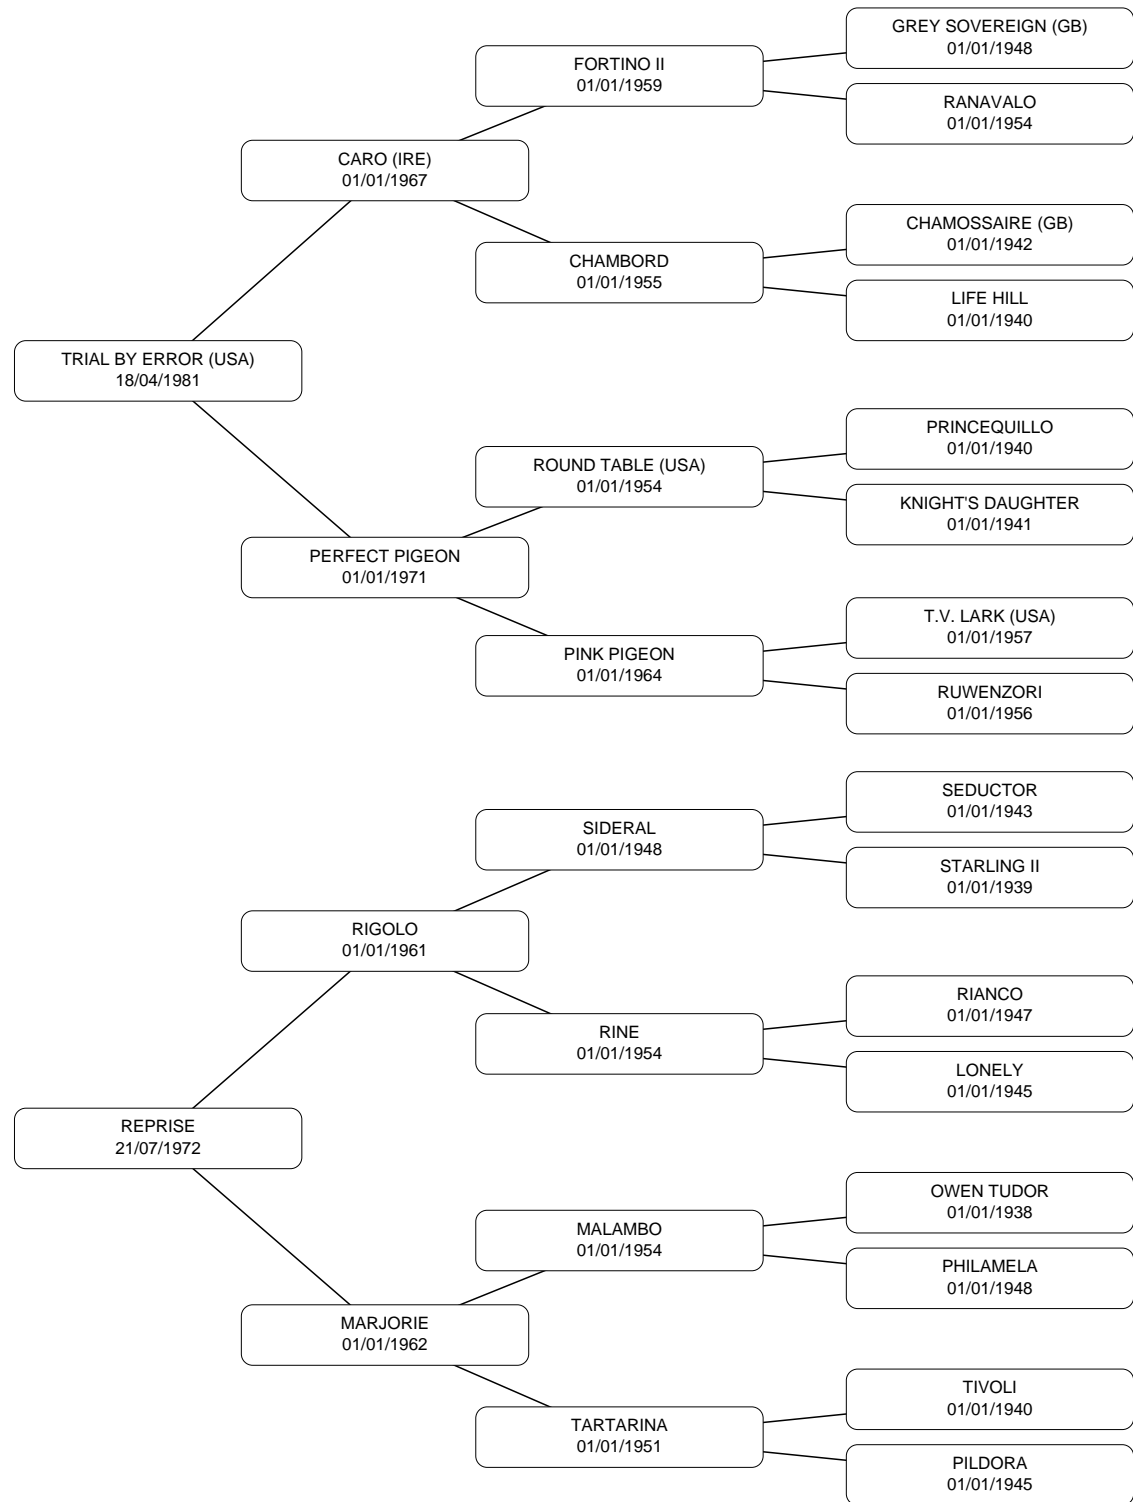 GREY SOVEREIGN (GB)
01/01/1948
FORTINO II
01/01/1959
RANAVALO
01/01/1954
CARO (IRE)
01/01/1967
CHAMOSSAIRE (GB)
01/01/1942
CHAMBORD
01/01/1955
LIFE HILL
01/01/1940
TRIAL BY ERROR (USA)
18/04/1981
PRINCEQUILLO
01/01/1940
ROUND TABLE (USA)
01/01/1954
KNIGHT'S DAUGHTER
01/01/1941
PERFECT PIGEON
01/01/1971
T.V. LARK (USA)
01/01/1957
PINK PIGEON
01/01/1964
RUWENZORI
01/01/1956
SEDUCTOR
01/01/1943
SIDERAL
01/01/1948
STARLING II
01/01/1939
RIGOLO
01/01/1961
RIANCO
01/01/1947
RINE
01/01/1954
LONELY
01/01/1945
REPRISE
21/07/1972
OWEN TUDOR
01/01/1938
MALAMBO
01/01/1954
PHILAMELA
01/01/1948
MARJORIE
01/01/1962
TIVOLI
01/01/1940
TARTARINA
01/01/1951
PILDORA
01/01/1945